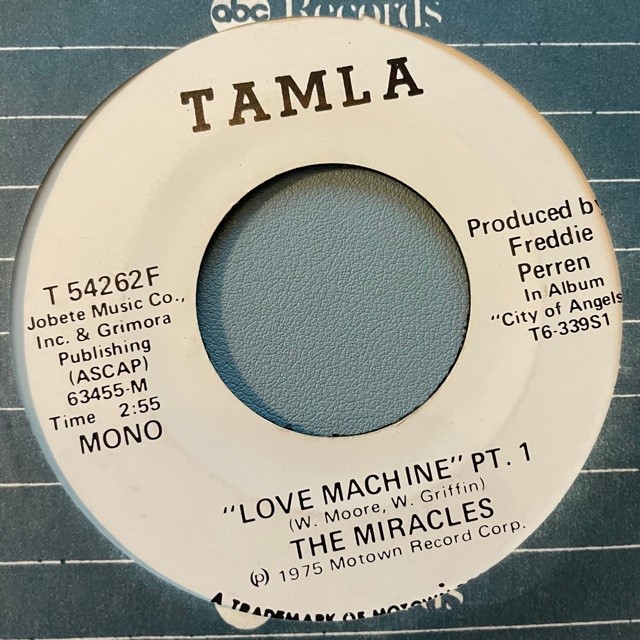 abc Records
TAMLA
T 54262F
Jobete Music Co.,
Inc. & Grimora
Publishing
(ASCAP)
63455-M
Time 2:55
MONO
Produced by
Freddie
Perren
In Album
"City of Angels
T6-339S1
"LOVE MACHINE" PT. 1
(W. Moore, W. Griffin)
THE MIRACLES
(p) 1975 Motown Record Corp.
A TRADEMARK OF